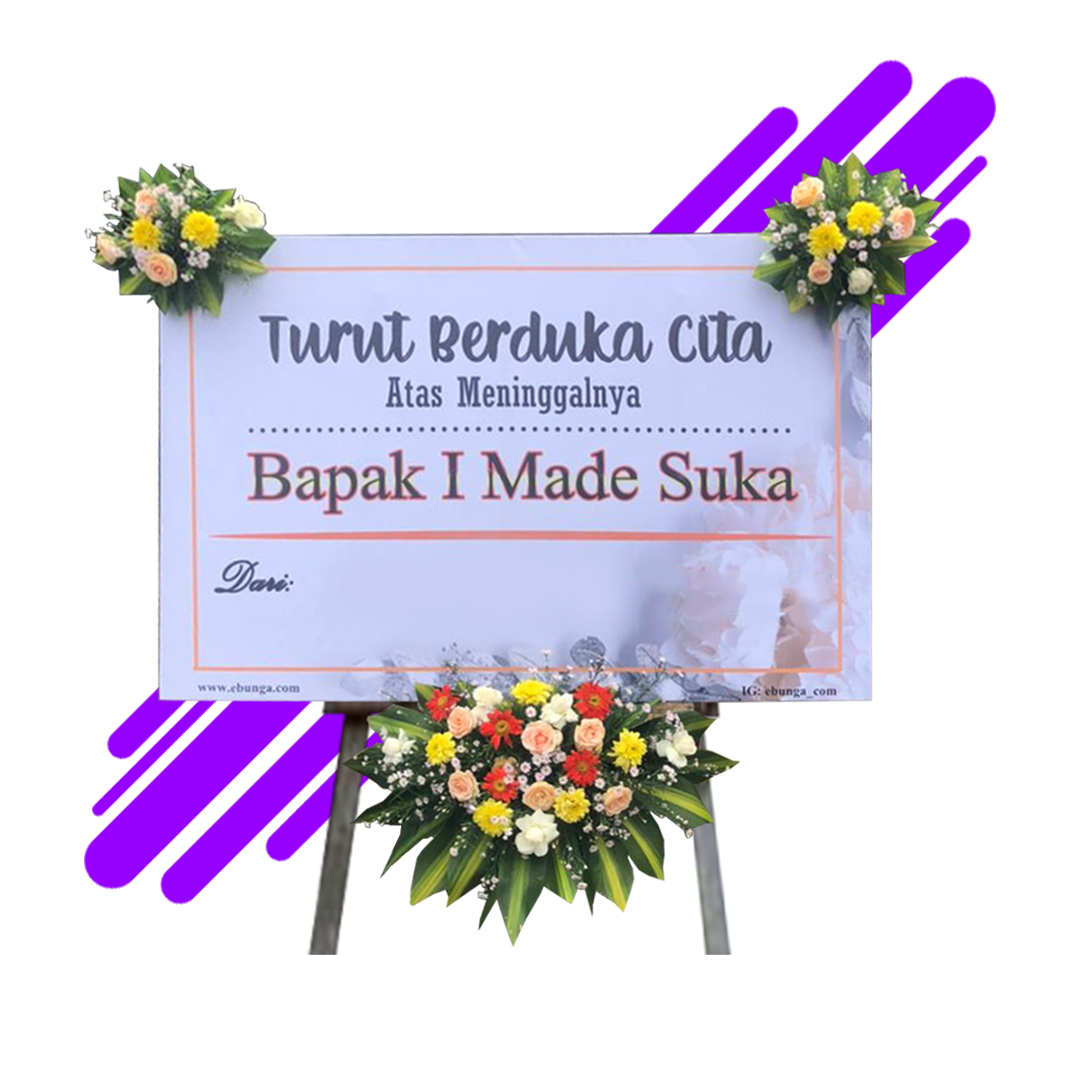 Turut Berduka Cita
Atas Meninggalnya
Bapak I Made Suka
Dari:
www.ebunga.com
IG: ebunga_com